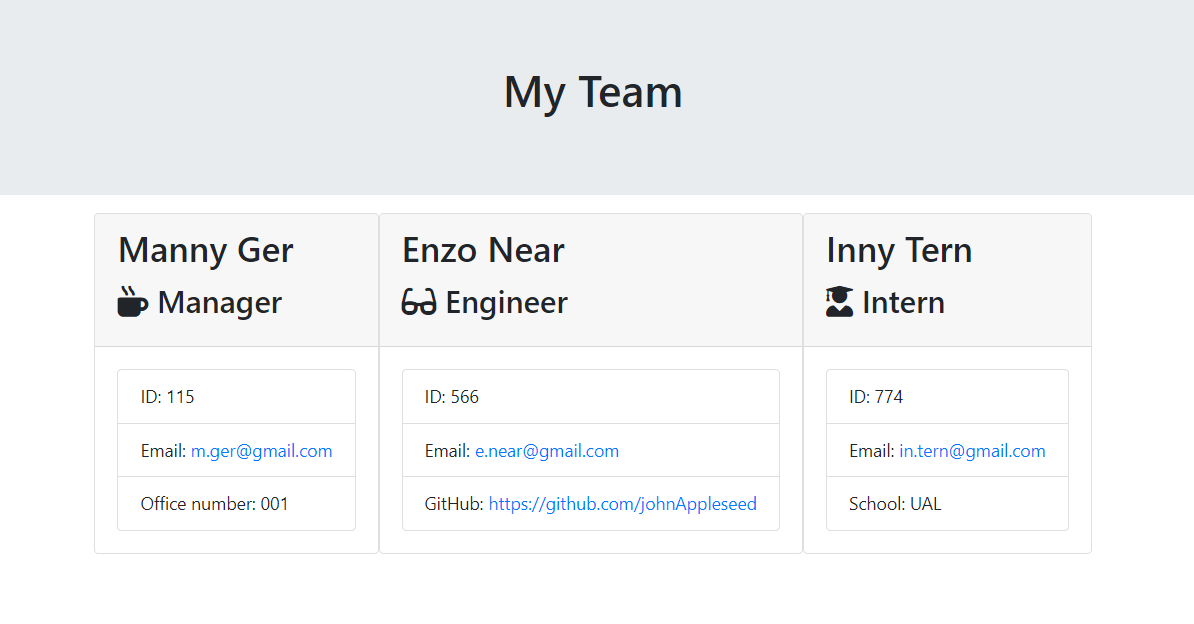 My Team
Manny Ger
Manager
ID: 115
Email: m.ger@gmail.com
Office number: 001
Enzo Near
Engineer
ID: 566
Email: e.near@gmail.com
GitHub: https://github.com/johnAppleseed
Inny Tern
Intern
ID: 774
Email: in.tern@gmail.com
School: UAL